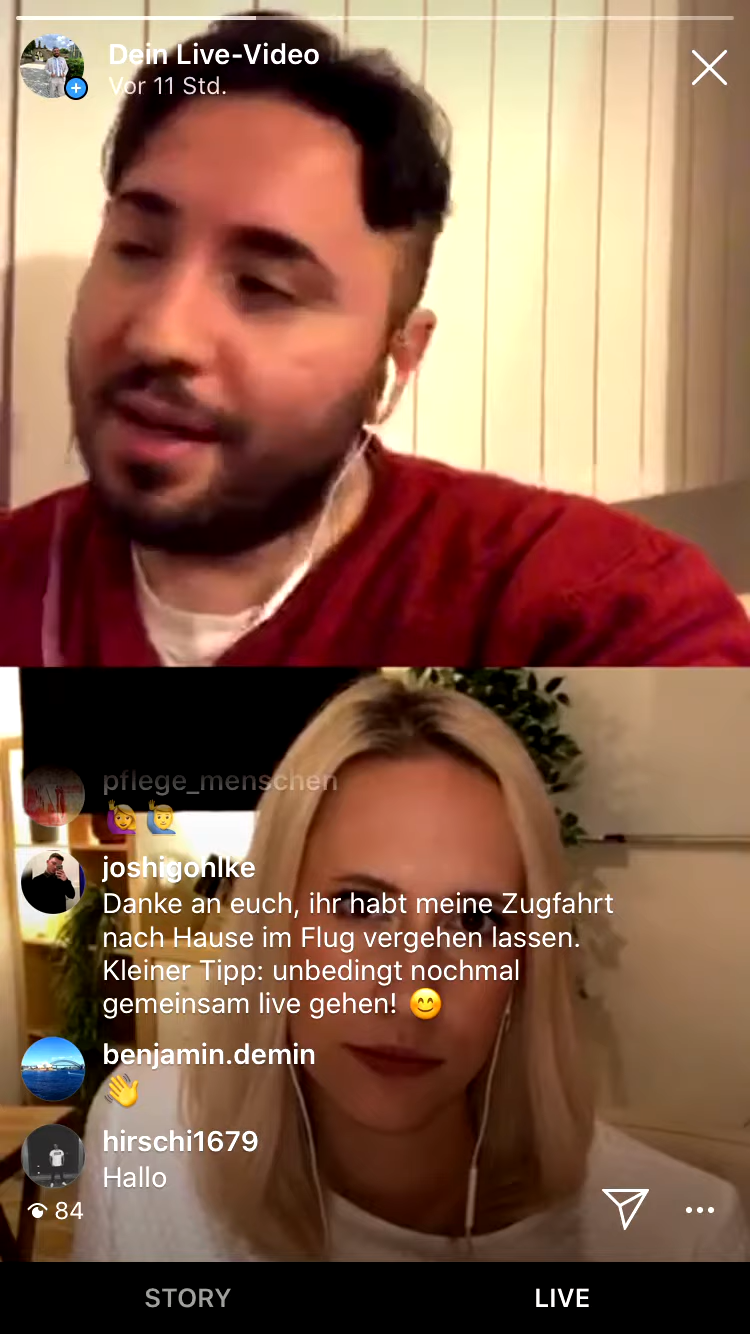 Dein Live-Video
Vor 11 Std.
pflege_menschen
🙋‍♀️🙋‍♂️
joshigohlke
Danke an euch, ihr habt meine Zugfahrt
nach Hause im Flug vergehen lassen.
Kleiner Tipp: unbedingt nochmal
gemeinsam live gehen! 😊
benjamin.demin
👋
hirschi1679
Hallo
84
STORY
LIVE